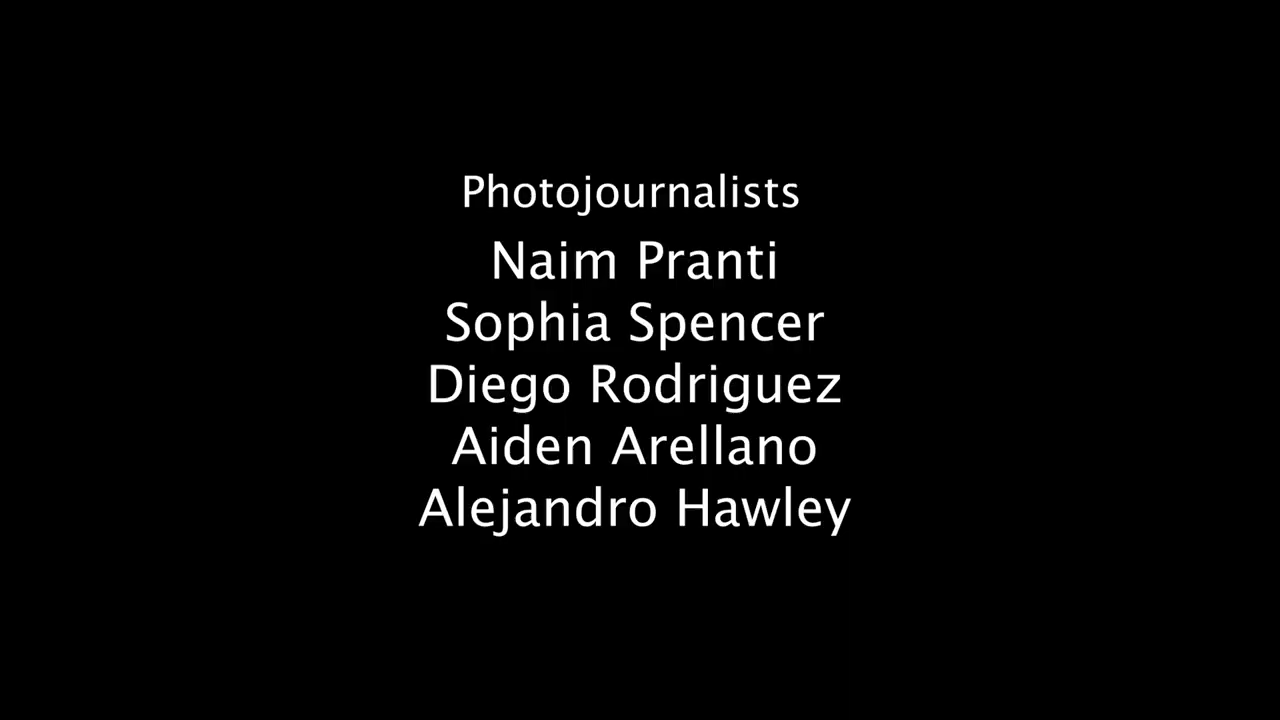 Photojournalists
Naim Pranti
Sophia Spencer
Diego Rodriguez
Aiden Arellano
Alejandro Hawley